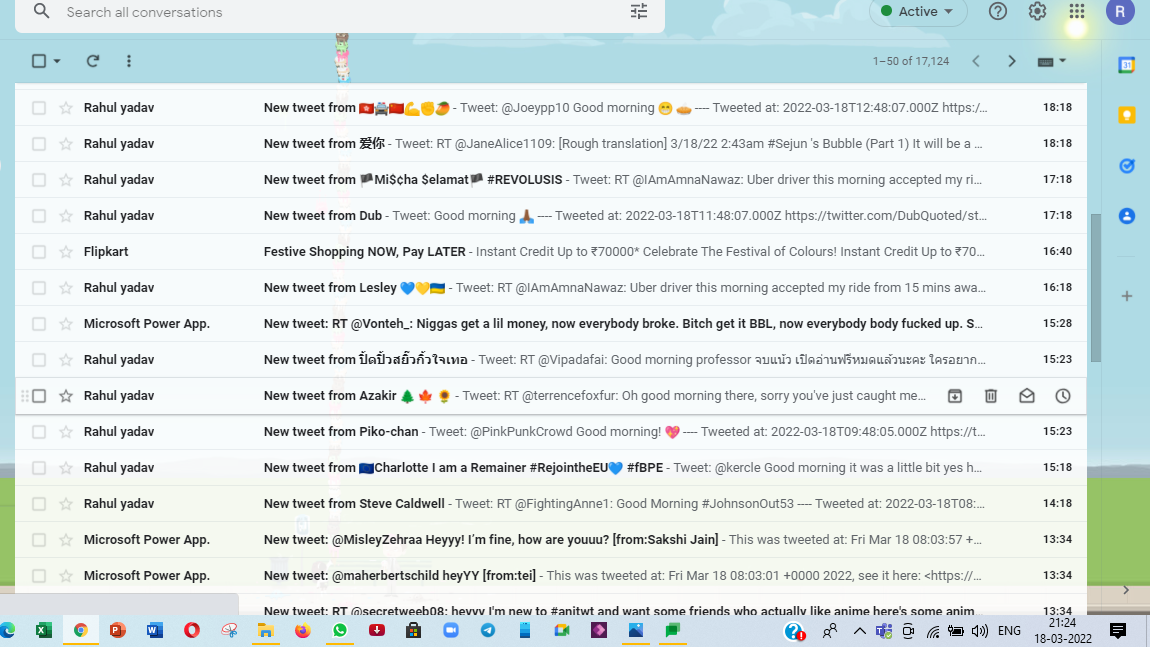 Search all conversations
Active
R
1–50 of 17,124
Rahul yadav New tweet from 🇭🇰🚘🇨🇳💪✊🥭 - Tweet: @Joeypp10 Good morning 😁 🥧 ---- Tweeted at: 2022-03-18T12:48:07.000Z https:/… 18:18
Rahul yadav New tweet from 爱你 - Tweet: RT @JaneAlice1109: [Rough translation] 3/18/22 2:43am #Sejun 's Bubble (Part 1) It will be a … 18:18
Rahul yadav New tweet from 🏴Mi$¢ha $elamat🏴 #REVOLUSIS - Tweet: RT @IAmAmnaNawaz: Uber driver this morning accepted my ri… 17:18
Rahul yadav New tweet from Dub - Tweet: Good morning 🙏🏾 ---- Tweeted at: 2022-03-18T11:48:07.000Z https://twitter.com/DubQuoted/st… 17:18
Flipkart Festive Shopping NOW, Pay LATER - Instant Credit Up to ₹70000* Celebrate The Festival of Colours! Instant Credit Up to ₹70… 16:40
Rahul yadav New tweet from Lesley 💙💛🇺🇦 - Tweet: RT @IAmAmnaNawaz: Uber driver this morning accepted my ride from 15 mins awa… 16:18
Microsoft Power App. New tweet: RT @Vonteh_: Niggas get a lil money, now everybody broke. Bitch get it BBL, now everybody body fucked up. S… 15:28
Rahul yadav New tweet from ปิ๊ดปิ้วสยิ๊วกิ้วใจเทอ - Tweet: RT @Vipadafai: Good morning professor จบแน้ว เปิดอ่านฟรีหมดแล้วนะคะ ใครอยาก… 15:23
Rahul yadav New tweet from Azakir 🌲 🍁 🌻 - Tweet: RT @terrencefoxfur: Oh good morning there, sorry you've just caught me…
Rahul yadav New tweet from Piko-chan - Tweet: @PinkPunkCrowd Good morning! 💖 ---- Tweeted at: 2022-03-18T09:48:05.000Z https://t… 15:23
Rahul yadav New tweet from 🇪🇺Charlotte I am a Remainer #RejointheEU💙 #fBPE - Tweet: @kercle Good morning it was a little bit yes h… 15:18
Rahul yadav New tweet from Steve Caldwell - Tweet: RT @FightingAnne1: Good Morning #JohnsonOut53 ---- Tweeted at: 2022-03-18T08:… 14:18
Microsoft Power App. New tweet: @MisleyZehraa Heyyy! I'm fine, how are youuu? [from:Sakshi Jain] - This was tweeted at: Fri Mar 18 08:03:57 +… 13:34
Microsoft Power App. New tweet: @maherbertschild heyYY [from:tei] - This was tweeted at: Fri Mar 18 08:03:01 +0000 2022, see it here: <https://… 13:34
New tweet: RT @secretweeb08: heyyy I'm new to #anitwt and want some friends who actually like anime here's some anim 13:34
ENG
21:24
18-03-2022